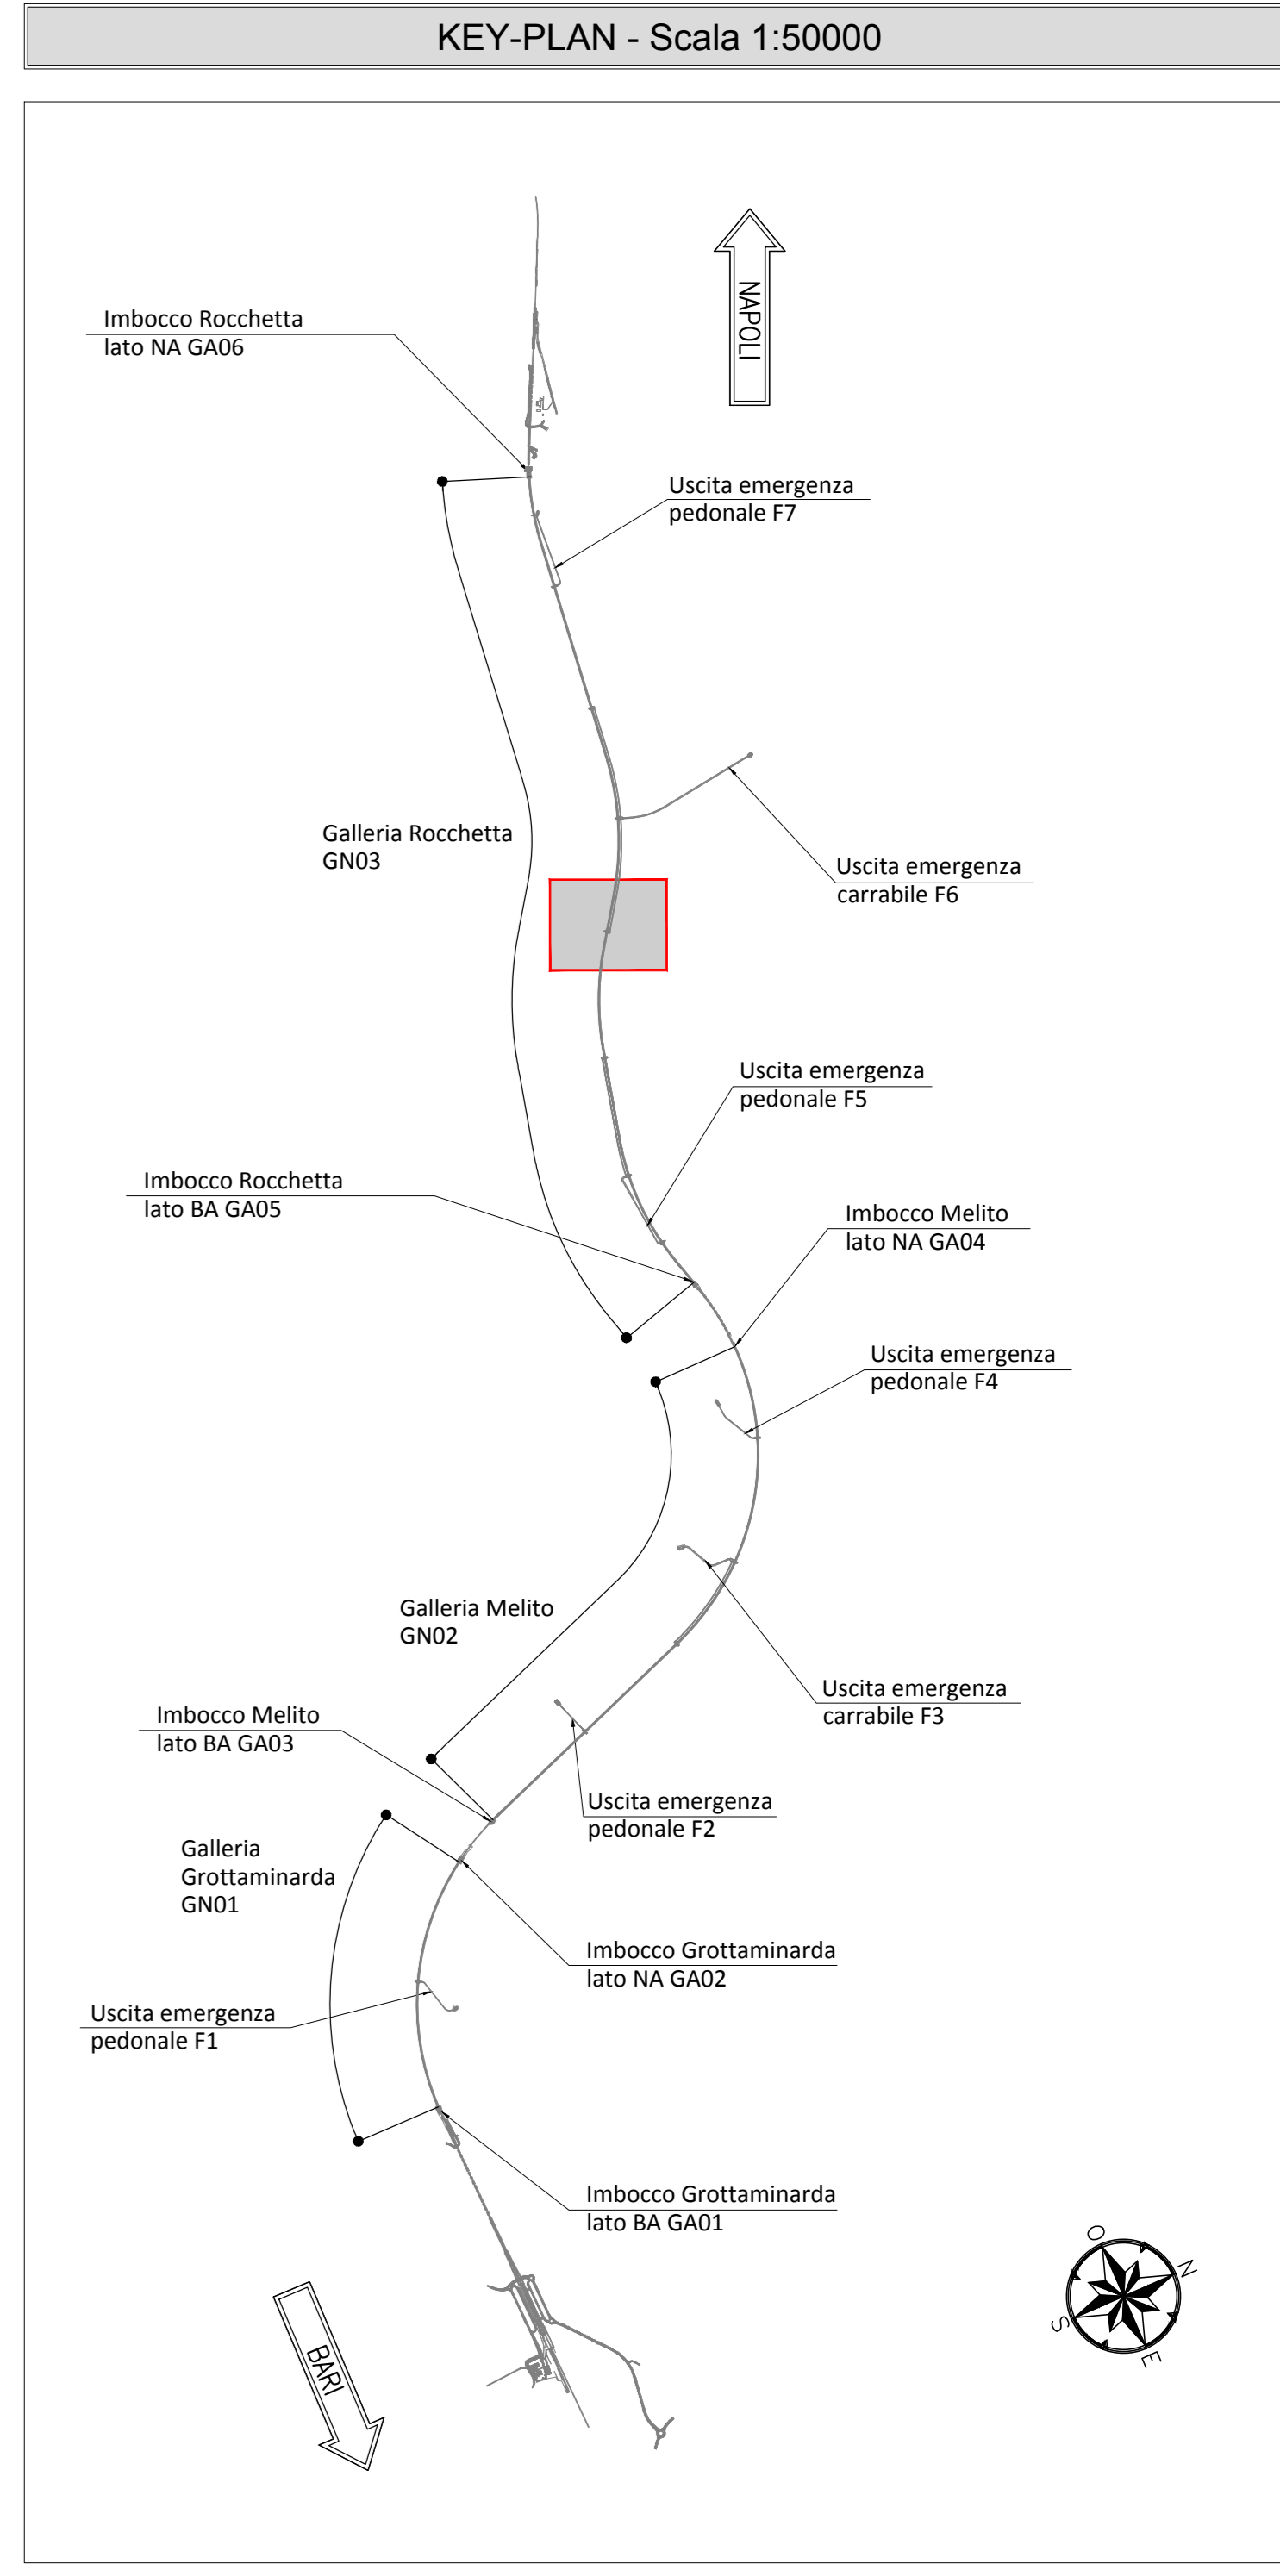 KEY-PLAN - Scala 1:50000
NAPOLI
Imbocco Rocchetta
lato NA GA06
Uscita emergenza
pedonale F7
Galleria Rocchetta
GN03
Uscita emergenza
carrabile F6
Uscita emergenza
pedonale F5
Imbocco Rocchetta
lato BA GA05
Imbocco Melito
lato NA GA04
Uscita emergenza
pedonale F4
Galleria Melito
GN02
Uscita emergenza
carrabile F3
Imbocco Melito
lato BA GA03
Uscita emergenza
pedonale F2
Galleria
Grottaminarda
GN01
Imbocco Grottaminarda
lato NA GA02
Uscita emergenza
pedonale F1
Imbocco Grottaminarda
lato BA GA01
BARI
O
N
S
E